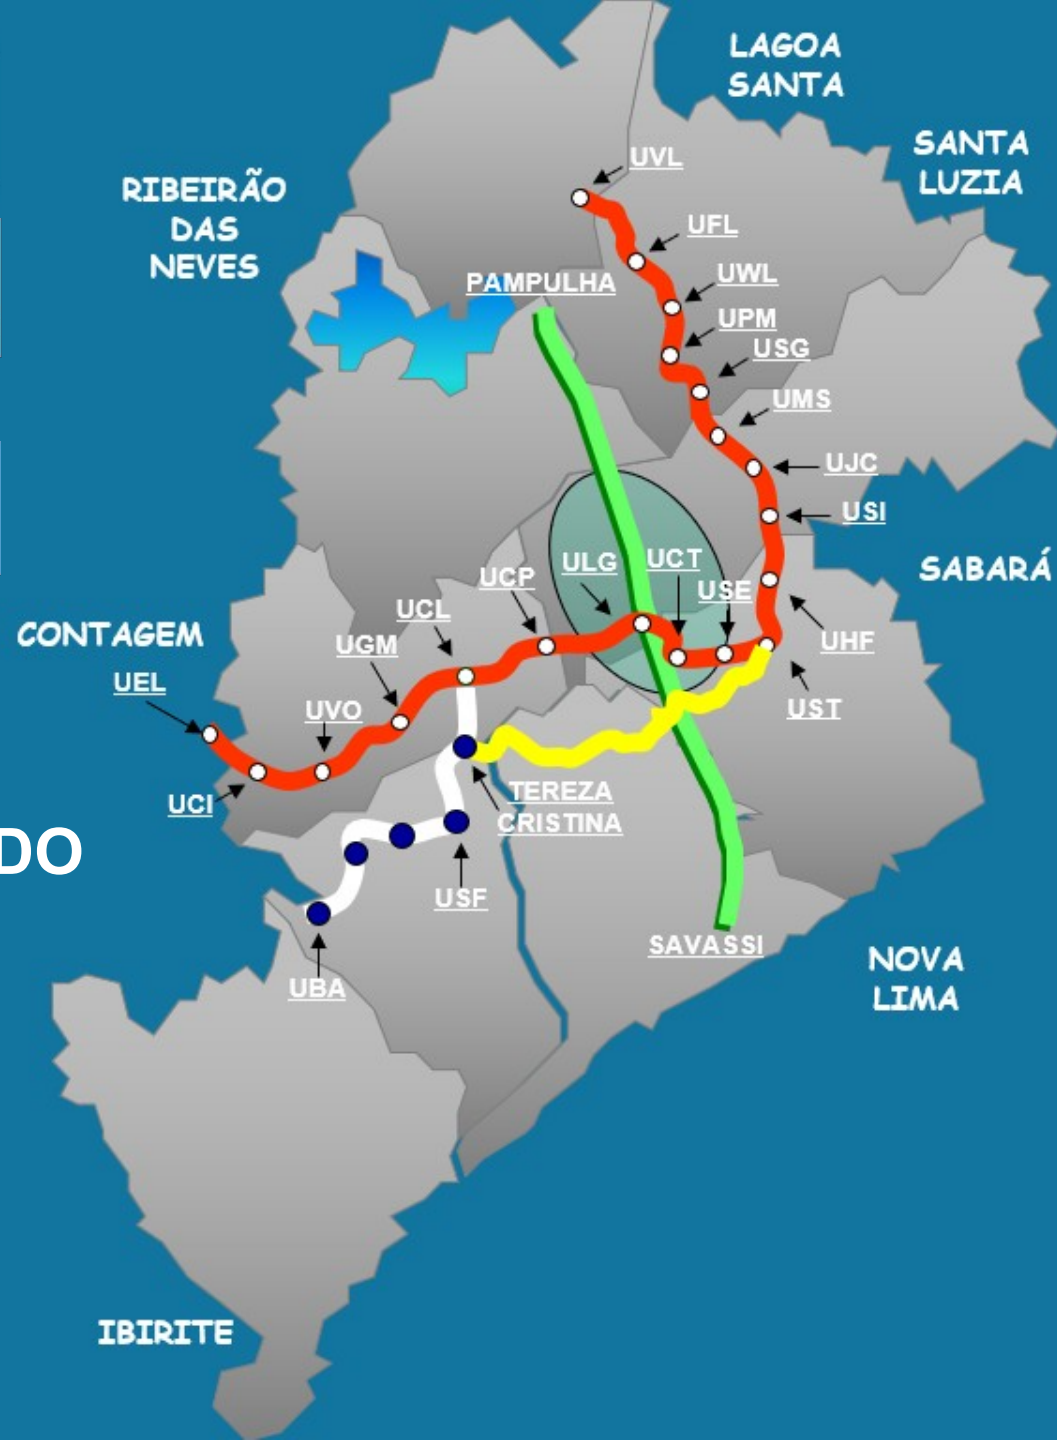 LAGOA
SANTA
SANTA
LUZIA
UVL
RIBEIRÃO
DAS
NEVES
UFL
PAMPULHA
UWL
UPM
USG
UMS
UJC
USI
SABARÁ
ULG
UCT
UCP
USE
UCL
CONTAGEM
UGM
UHF
UEL
UVO
UST
UCI
TEREZA
CRISTINA
DO
USF
SAVASSI
NOVA
LIMA
UBA
IBIRITE